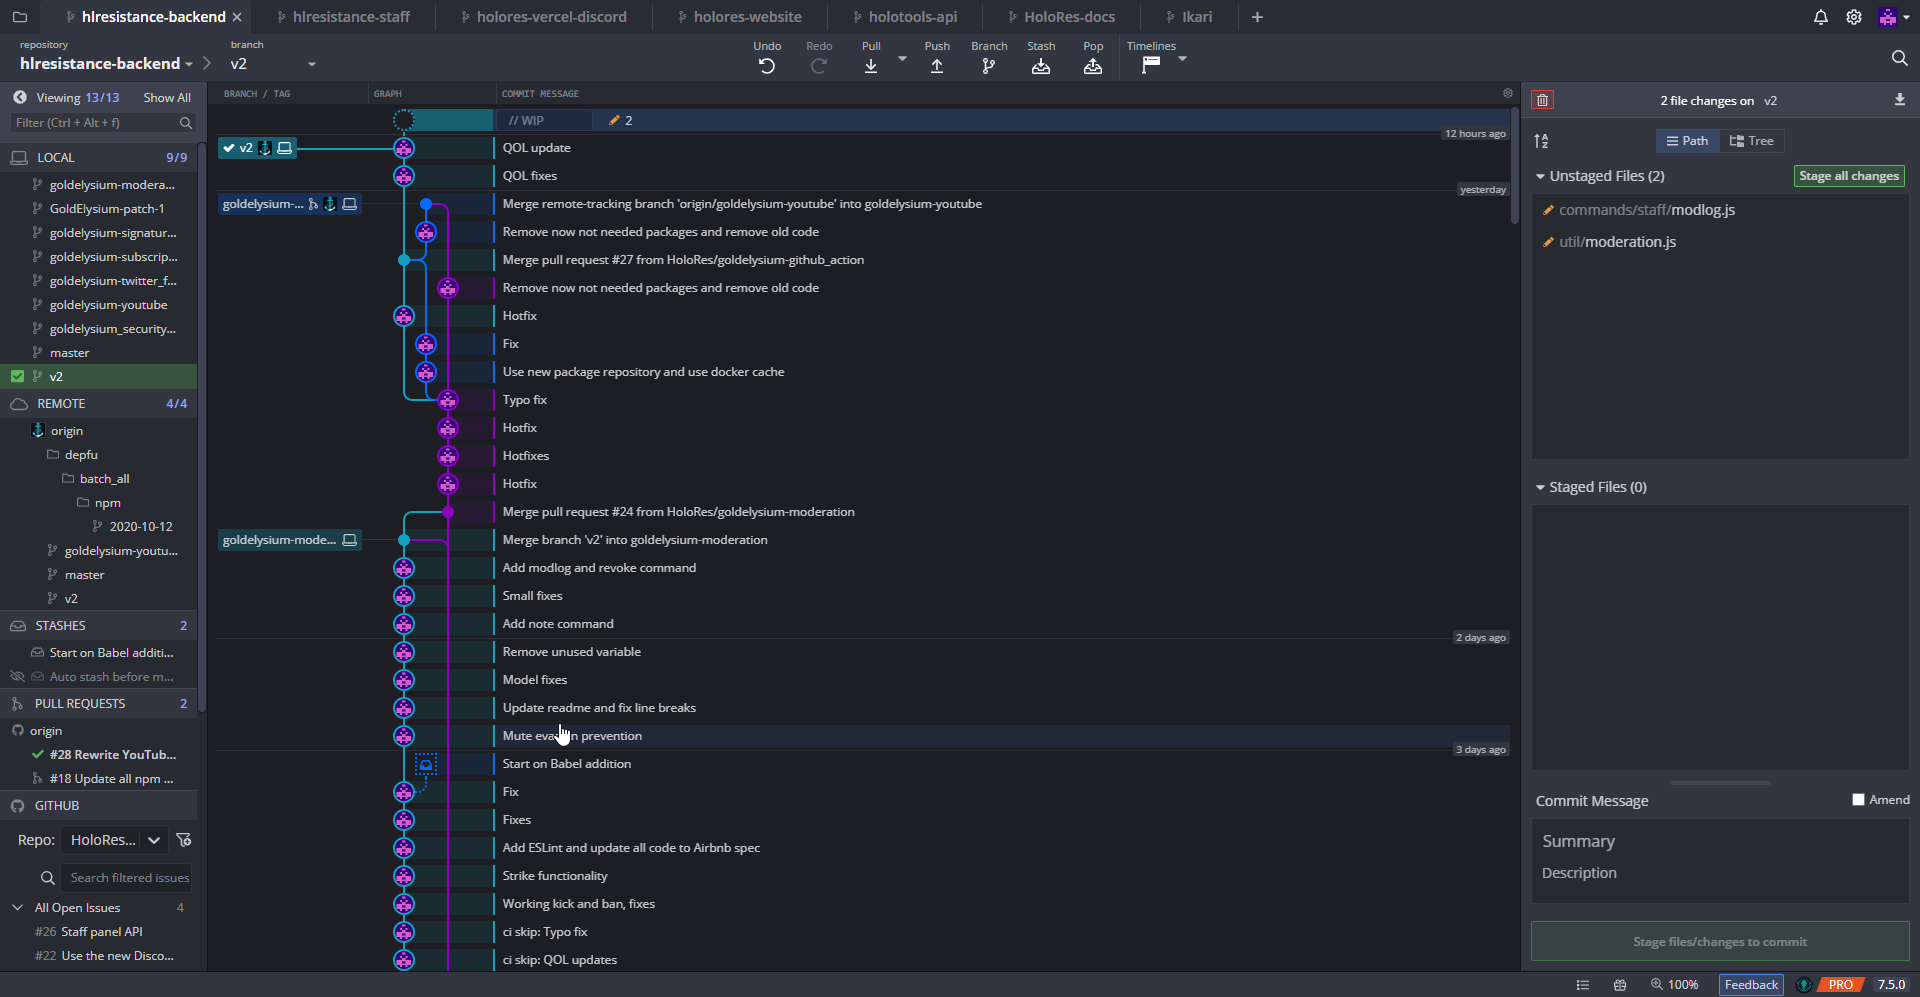 hlresistance-backend
hlresistance-staff
holores-vercel-discord
holores-website
holotools-api
HoloRes-docs
Ikari
repository
hlresistance-backend
branch
v2
Undo
Redo
Pull
Push
Branch
Stash
Pop
Timelines
Viewing 13/13 Show All
Filter (Ctrl + Alt + f)
LOCAL 9/9
goldelysium-modera...
GoldElysium-patch-1
goldelysium-signatur...
goldelysium-subscrip...
goldelysium-twitter_f...
goldelysium-youtube
goldelysium_security...
master
v2
REMOTE 4/4
origin
depfu
batch_all
npm
2020-10-12
goldelysium-youtu...
master
v2
STASHES 2
Start on Babel additi...
Auto stash before m...
PULL REQUESTS 2
origin
#28 Rewrite YouTub...
#18 Update all npm ...
GITHUB
Repo: HoloRes...
Search filtered issues
All Open Issues 4
#26 Staff panel API
#22 Use the new Disco...
BRANCH / TAG GRAPH COMMIT MESSAGE
// WIP 2
12 hours ago
v2 QOL update
QOL fixes
yesterday
goldelysium-... Merge remote-tracking branch 'origin/goldelysium-youtube' into goldelysium-youtube
Remove now not needed packages and remove old code
Merge pull request #27 from HoloRes/goldelysium-github_action
Remove now not needed packages and remove old code
Hotfix
Fix
Use new package repository and use docker cache
Typo fix
Hotfix
Hotfixes
Hotfix
Merge pull request #24 from HoloRes/goldelysium-moderation
goldelysium-mode... Merge branch 'v2' into goldelysium-moderation
Add modlog and revoke command
Small fixes
Add note command
2 days ago
Remove unused variable
Model fixes
Update readme and fix line breaks
Mute prevention
3 days ago
Start on Babel addition
Fix
Fixes
Add ESLint and update all code to Airbnb spec
Strike functionality
Working kick and ban, fixes
ci skip: Typo fix
ci skip: QOL updates
2 file changes on v2
Path Tree
Unstaged Files (2) Stage all changes
commands/staff/modlog.js
util/moderation.js
Staged Files (0)
Commit Message Amend
Summary
Description
Stage files/changes to commit
100% Feedback PRO 7.5.0